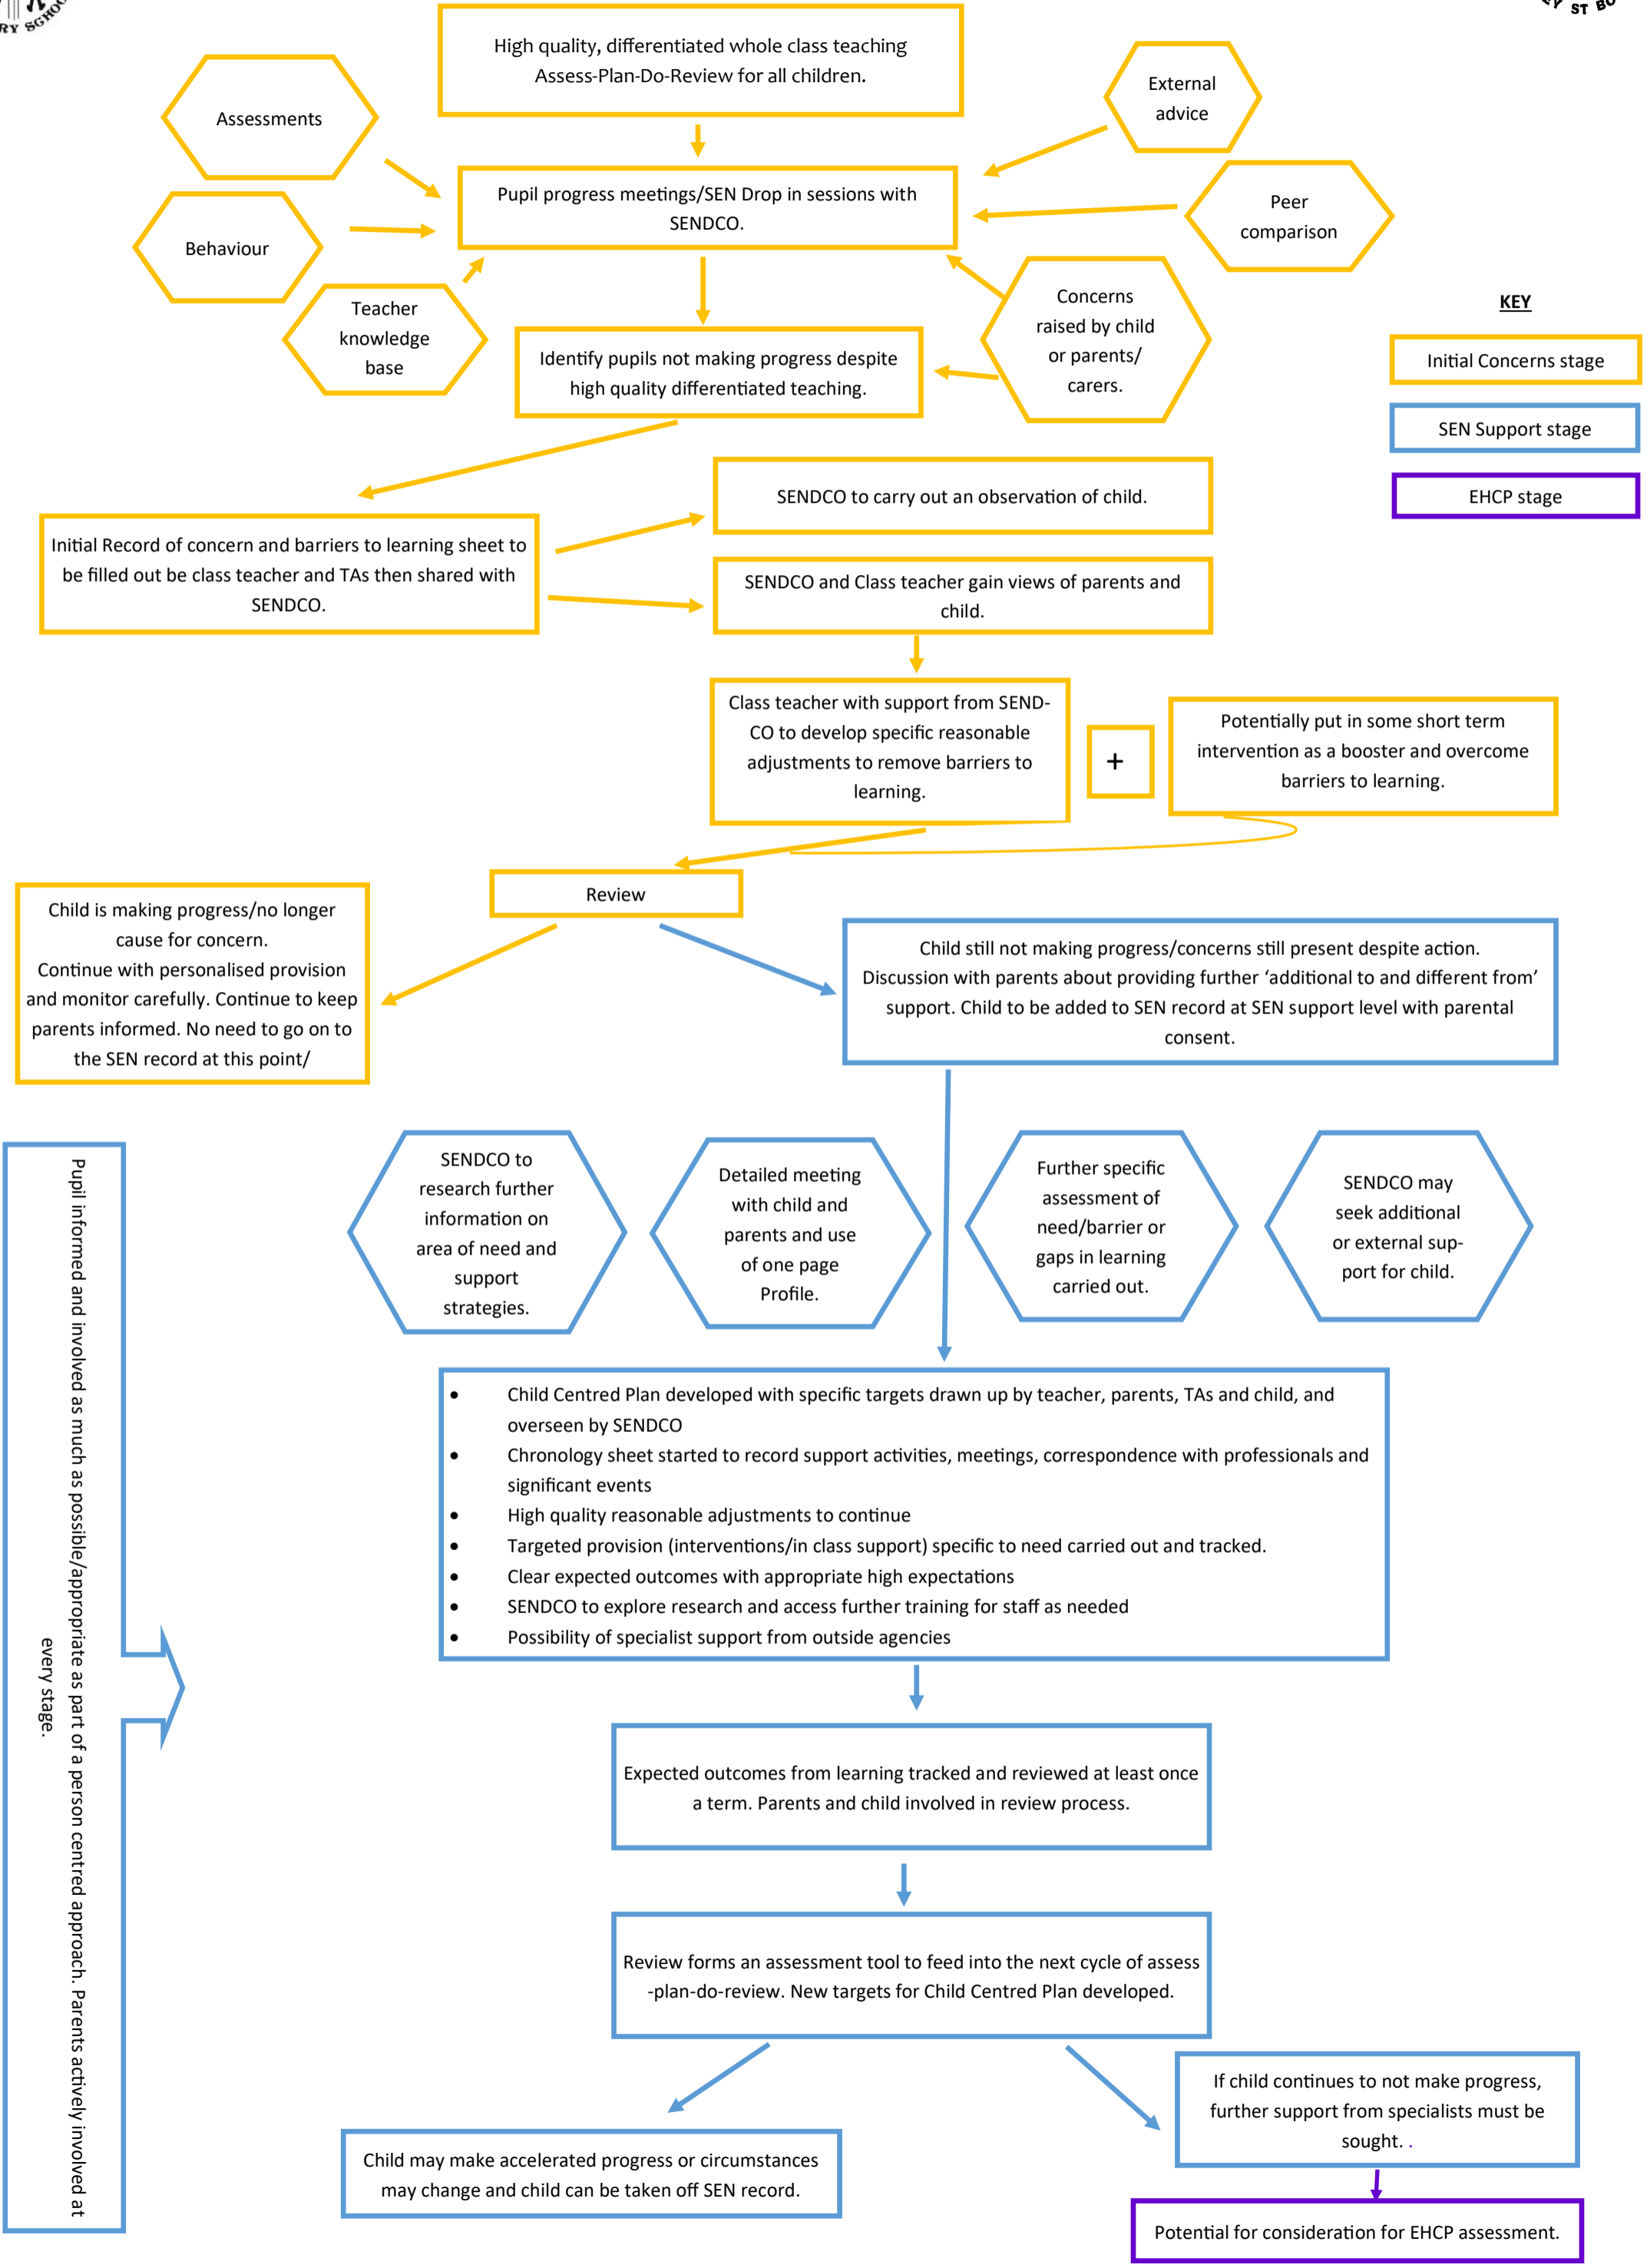 RY SCHOO
EY ST BO
High quality, differentiated whole class teaching
Assess-Plan-Do-Review for all children.
Assessments
External
advice
Pupil progress meetings/SEN Drop in sessions with
SENDCO.
Peer
comparison
Behaviour
Teacher
knowledge
base
Concerns
raised by child
or parents/
carers.
KEY
Initial Concerns stage
SEN Support stage
EHCP stage
Identify pupils not making progress despite
high quality differentiated teaching.
SENDCO to carry out an observation of child.
Initial Record of concern and barriers to learning sheet to
be filled out be class teacher and TAs then shared with
SENDCO.
SENDCO and Class teacher gain views of parents and
child.
Class teacher with support from SEND-
CO to develop specific reasonable
adjustments to remove barriers to
learning.
+
Potentially put in some short term
intervention as a booster and overcome
barriers to learning.
Review
Child is making progress/no longer
cause for concern.
Continue with personalised provision
and monitor carefully. Continue to keep
parents informed. No need to go on to
the SEN record at this point/
Child still not making progress/concerns still present despite action.
Discussion with parents about providing further ‘additional to and different from’
support. Child to be added to SEN record at SEN support level with parental
consent.
Pupil informed and involved as much as possible/appropriate as part of a person centred approach. Parents actively involved at
every stage.
SENDCO to
research further
information on
area of need and
support
strategies.
Detailed meeting
with child and
parents and use
of one page
Profile.
Further specific
assessment of
need/barrier or
gaps in learning
carried out.
SENDCO may
seek additional
or external sup-
port for child.
• Child Centred Plan developed with specific targets drawn up by teacher, parents, TAs and child, and
overseen by SENDCO
• Chronology sheet started to record support activities, meetings, correspondence with professionals and
significant events
• High quality reasonable adjustments to continue
• Targeted provision (interventions/in class support) specific to need carried out and tracked.
• Clear expected outcomes with appropriate high expectations
• SENDCO to explore research and access further training for staff as needed
• Possibility of specialist support from outside agencies
Expected outcomes from learning tracked and reviewed at least once
a term. Parents and child involved in review process.
Review forms an assessment tool to feed into the next cycle of assess
-plan-do-review. New targets for Child Centred Plan developed.
If child continues to not make progress,
further support from specialists must be
sought. .
Child may make accelerated progress or circumstances
may change and child can be taken off SEN record.
Potential for consideration for EHCP assessment.